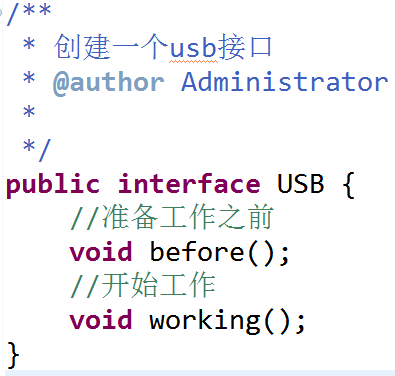 /**
 * 创建一个usb接口
 * @author Administrator
 *
 */
public interface USB {
    //准备工作之前
    void before();
    //开始工作
    void working();
}